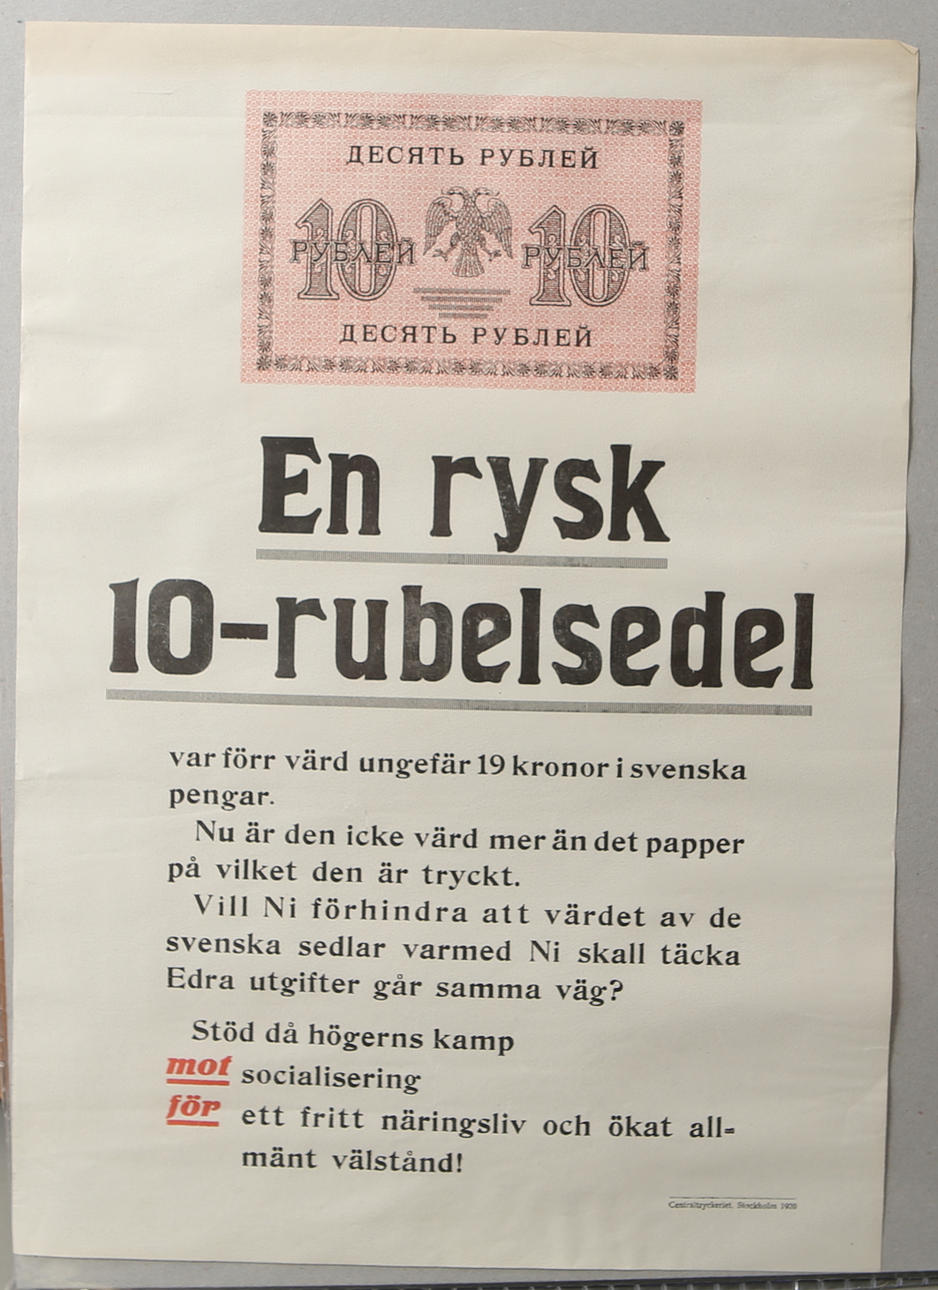 ДЕСЯТЬ РУБЛЕЙ
10 РУБЛЕЙ 10 РУБЛЕЙ
ДЕСЯТЬ РУБЛЕЙ
En rysk
10-rubelsedel
var förr värd ungefär 19 kronor i svenska
pengar.
Nu är den icke värd mer än det papper
på vilket den är tryckt.
Vill Ni förhindra att värdet av de
svenska sedlar varmed Ni skall täcka
Edra utgifter går samma väg?
Stöd då högerns kamp
mot socialisering
för ett fritt näringsliv och ökat all=
mänt välstånd!
Centraltryckeriet, Stockholm 1920